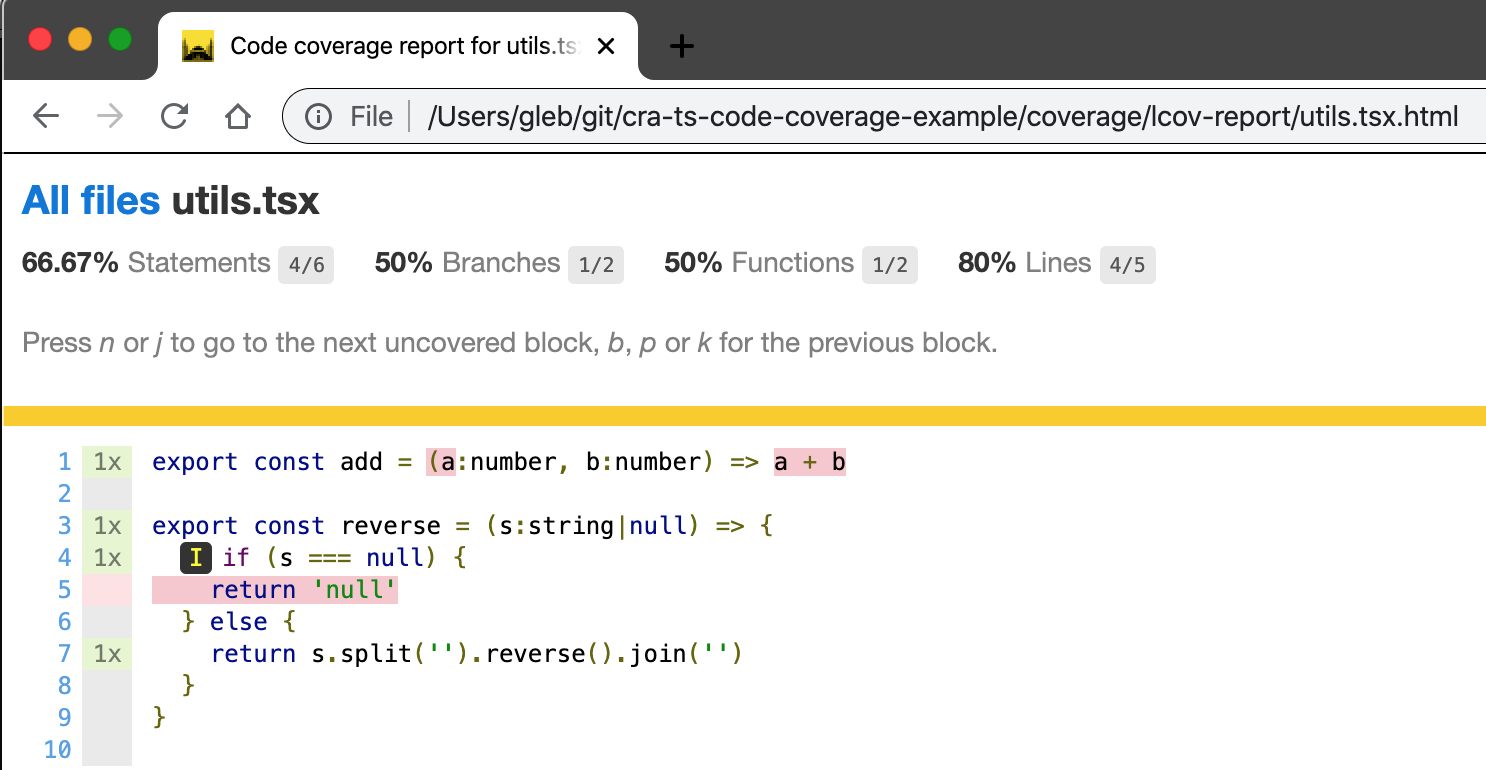 Code coverage report for utils.ts
File /Users/gleb/git/cra-ts-code-coverage-example/coverage/lcov-report/utils.tsx.html
All files utils.tsx
66.67% Statements 4/6 50% Branches 1/2 50% Functions 1/2 80% Lines 4/5
Press n or j to go to the next uncovered block, b, p or k for the previous block.
1 1x export const add = (a:number, b:number) => a + b
2
3 1x export const reverse = (s:string|null) => {
4 1x I if (s === null) {
5 return 'null'
6 } else {
7 1x return s.split('').reverse().join('')
8 }
9 }
10